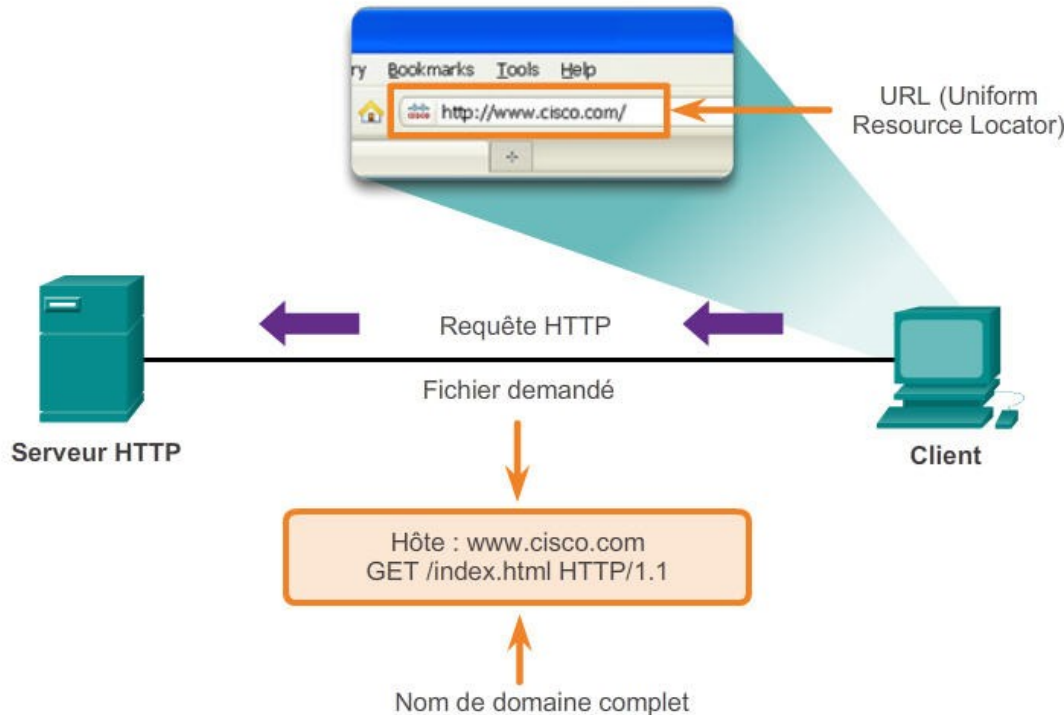 ry Bookmarks Tools Help
cisco http://www.cisco.com/
URL (Uniform
Resource Locator)
Requête HTTP
Fichier demandé
Serveur HTTP
Client
Hôte : www.cisco.com
GET /index.html HTTP/1.1
Nom de domaine complet